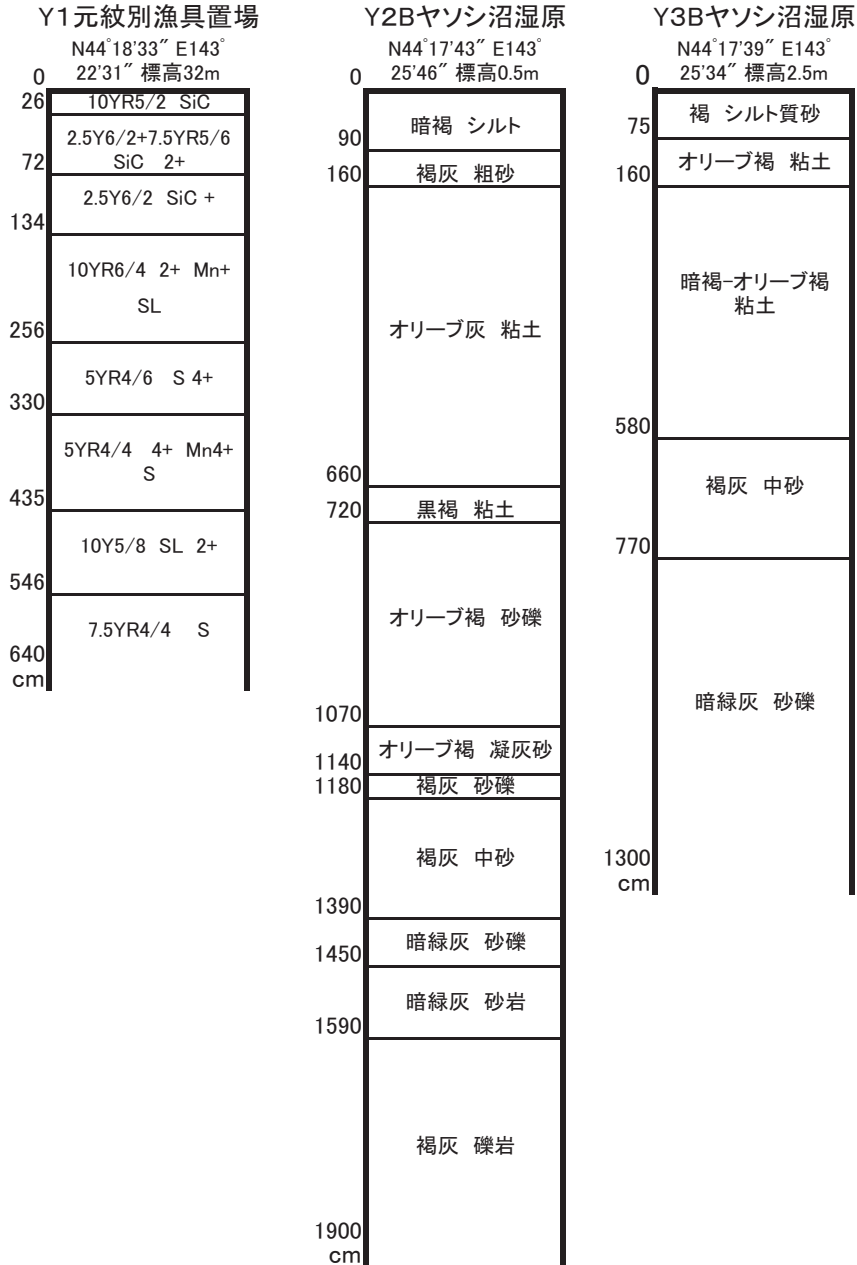 Y1元紋別漁具置場
N44°18'33" E143°
22'31" 標高32m
0
10YR5/2 SiC
26
2.5Y6/2+7.5YR5/6
SiC 2+
72
2.5Y6/2 SiC +
134
10YR6/4 2+ Mn+
SL
256
5YR4/6 S 4+
330
5YR4/4 4+ Mn4+
S
435
10Y5/8 SL 2+
546
7.5YR4/4 S
640
cm
Y2Bヤソシ沼湿原
N44°17'43" E143°
25'46" 標高0.5m
0
暗褐 シルト
90
褐灰 粗砂
160
オリーブ灰 粘土
660
黒褐 粘土
720
オリーブ褐 砂礫
1070
オリーブ褐 凝灰砂
1140
褐灰 砂礫
1180
褐灰 中砂
1390
暗緑灰 砂礫
1450
暗緑灰 砂岩
1590
褐灰 礫岩
1900
cm
Y3Bヤソシ沼湿原
N44°17'39" E143°
25'34" 標高2.5m
0
褐 シルト質砂
75
オリーブ褐 粘土
160
暗褐-オリーブ褐
粘土
580
褐灰 中砂
770
暗緑灰 砂礫
1300
cm